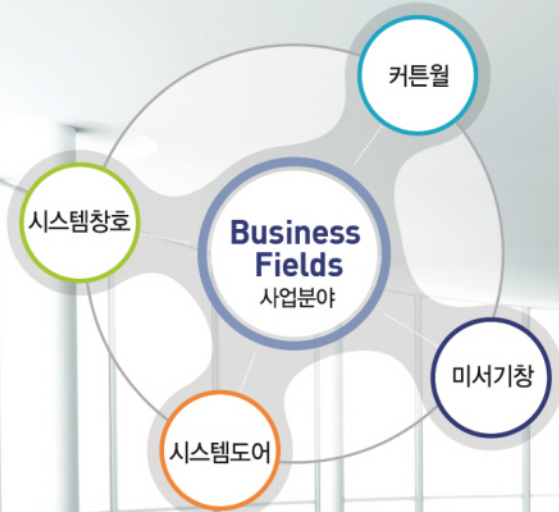 커튼월
시스템창호
Business
Fields
사업분야
미서기창
시스템도어